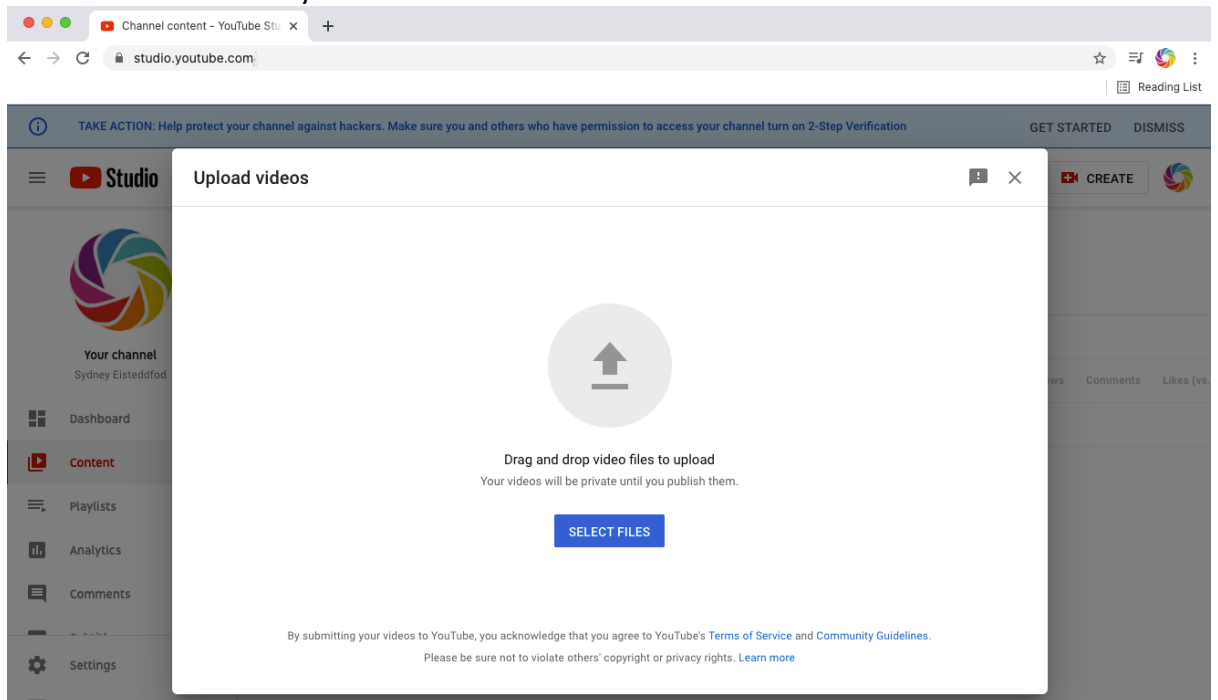 Channel content - YouTube Stu
studio.youtube.com
Reading List
TAKE ACTION: Help protect your channel against hackers. Make sure you and others who have permission to access your channel turn on 2-Step Verification GET STARTED DISMISS
Studio
Upload videos
CREATE
Your channel
Sydney Eisteddfod
Dashboard
Content
Playlists
Analytics
Comments
Settings
Drag and drop video files to upload
Your videos will be private until you publish them.
SELECT FILES
By submitting your videos to YouTube, you acknowledge that you agree to YouTube's Terms of Service and Community Guidelines.
Please be sure not to violate others' copyright or privacy rights. Learn more
Comments Likes (vs.